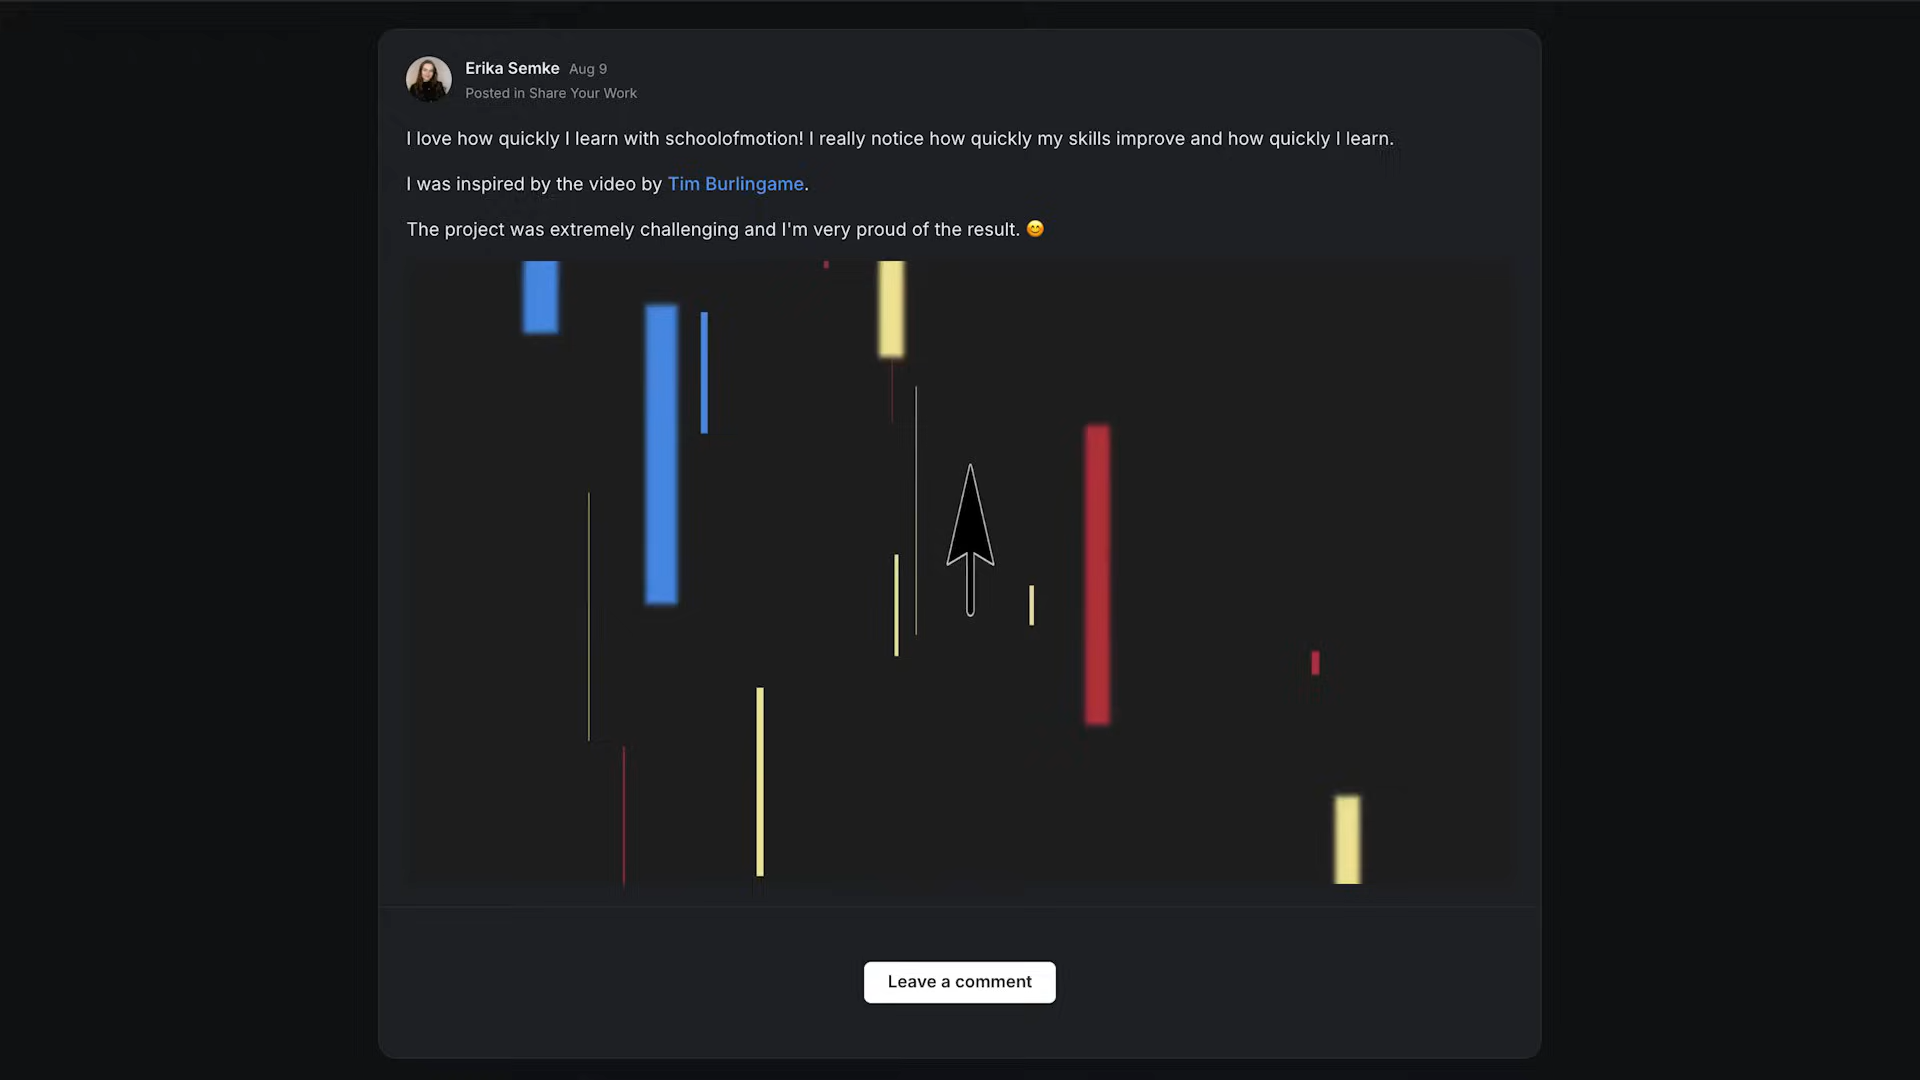 Erika Semke Aug 9
Posted in Share Your Work
I love how quickly I learn with schoolofmotion! I really notice how quickly my skills improve and how quickly I learn.
I was inspired by the video by Tim Burlingame.
The project was extremely challenging and I'm very proud of the result. 😊
Leave a comment